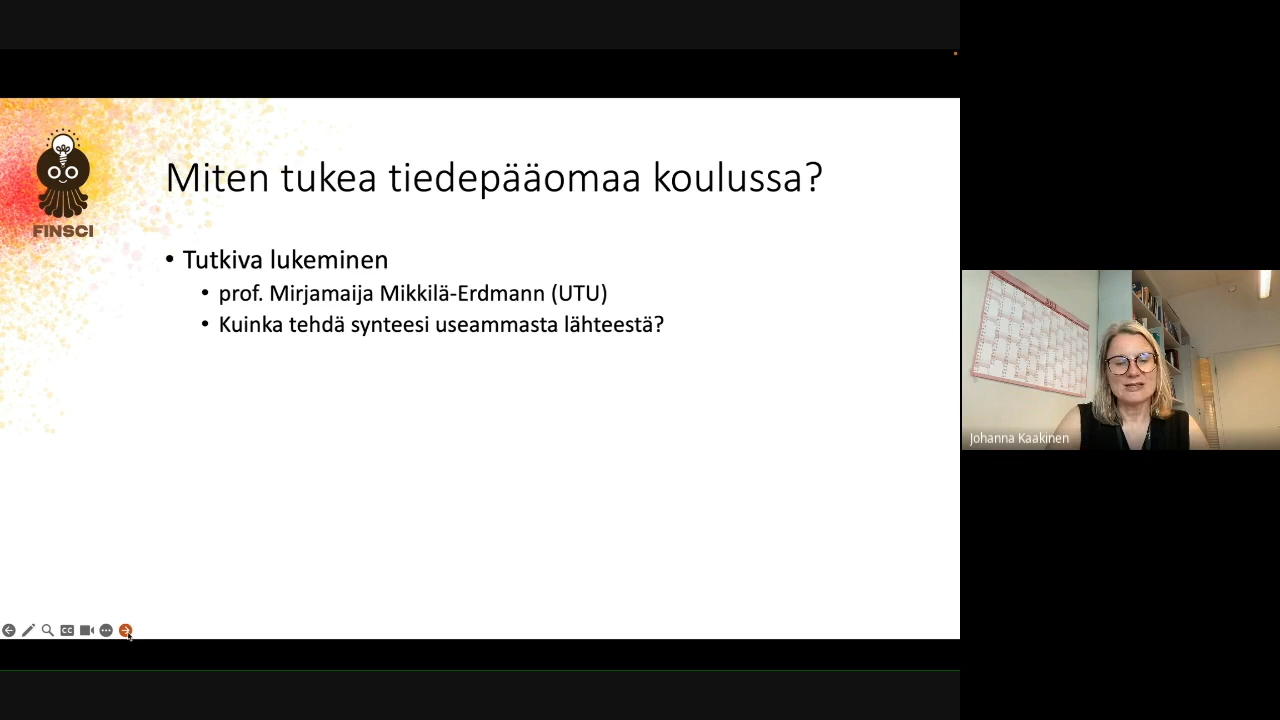 FINSCI
Miten tukea tiedepääomaa koulussa?
• Tutkiva lukeminen
• prof. Mirjamaija Mikkilä-Erdmann (UTU)
• Kuinka tehdä synteesi useammasta lähteestä?
CC
Johanna Kaakinen